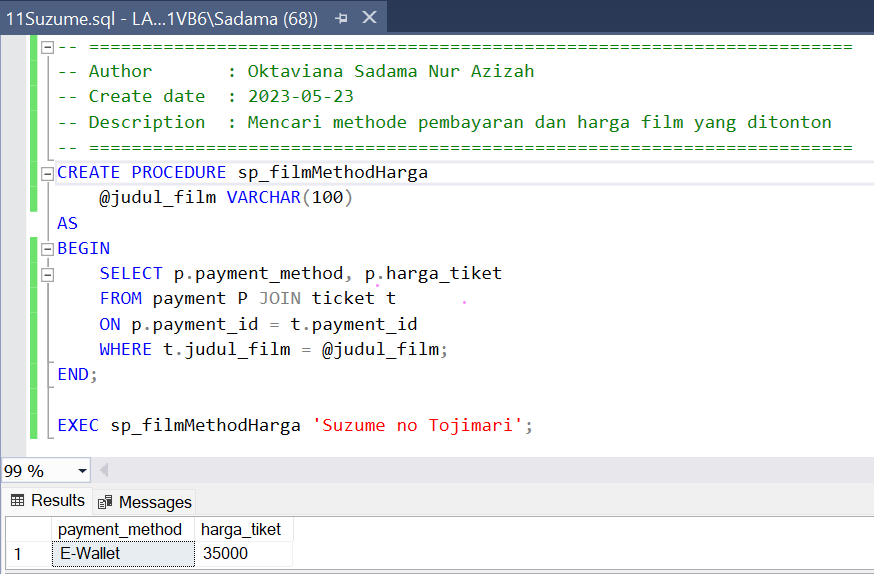 11Suzume.sql - LA...1VB6\Sadama (68))
-- ========================================================================
-- Author       : Oktaviana Sadama Nur Azizah
-- Create date  : 2023-05-23
-- Description  : Mencari methode pembayaran dan harga film yang ditonton
-- ========================================================================
CREATE PROCEDURE sp_filmMethodHarga
    @judul_film VARCHAR(100)
AS
BEGIN
    SELECT p.payment_method, p.harga_tiket
    FROM payment P JOIN ticket t
    ON p.payment_id = t.payment_id
    WHERE t.judul_film = @judul_film;
END;
EXEC sp_filmMethodHarga 'Suzume no Tojimari';
99 %
Results Messages
payment_method harga_tiket
1 E-Wallet 35000